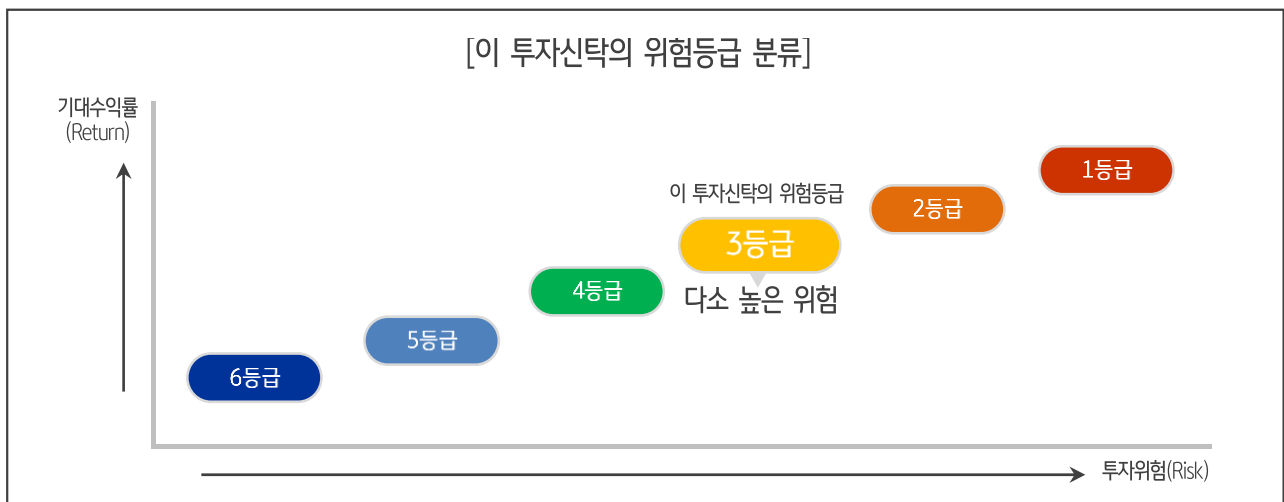 [이 투자신탁의 위험등급 분류]
기대수익률
(Return)
1등급
이 투자신탁의 위험등급
2등급
3등급
4등급
다소 높은 위험
5등급
6등급
투자위험(Risk)